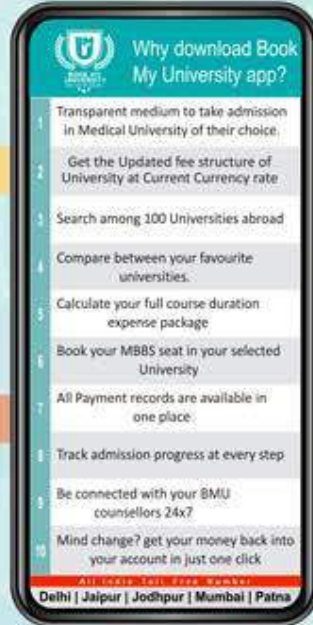 BOOK MY
UNIVERSITY
Why download Book
My University app?
1
Transparent medium to take admission
in Medical University of their choice.
2
Get the Updated fee structure of
University at Current Currency rate
3
Search among 100 Universities abroad
4
Compare between your favourite
universities.
5
Calculate your full course duration
expense package
6
Book your MBBS seat in your selected
University
7
All Payment records are available in
one place
8
Track admission progress at every step
9
Be connected with your BMU
counsellors 24x7
10
Mind change? get your money back into
your account in just one click
All India Toll Free Number
Delhi | Jaipur | Jodhpur | Mumbai | Patna